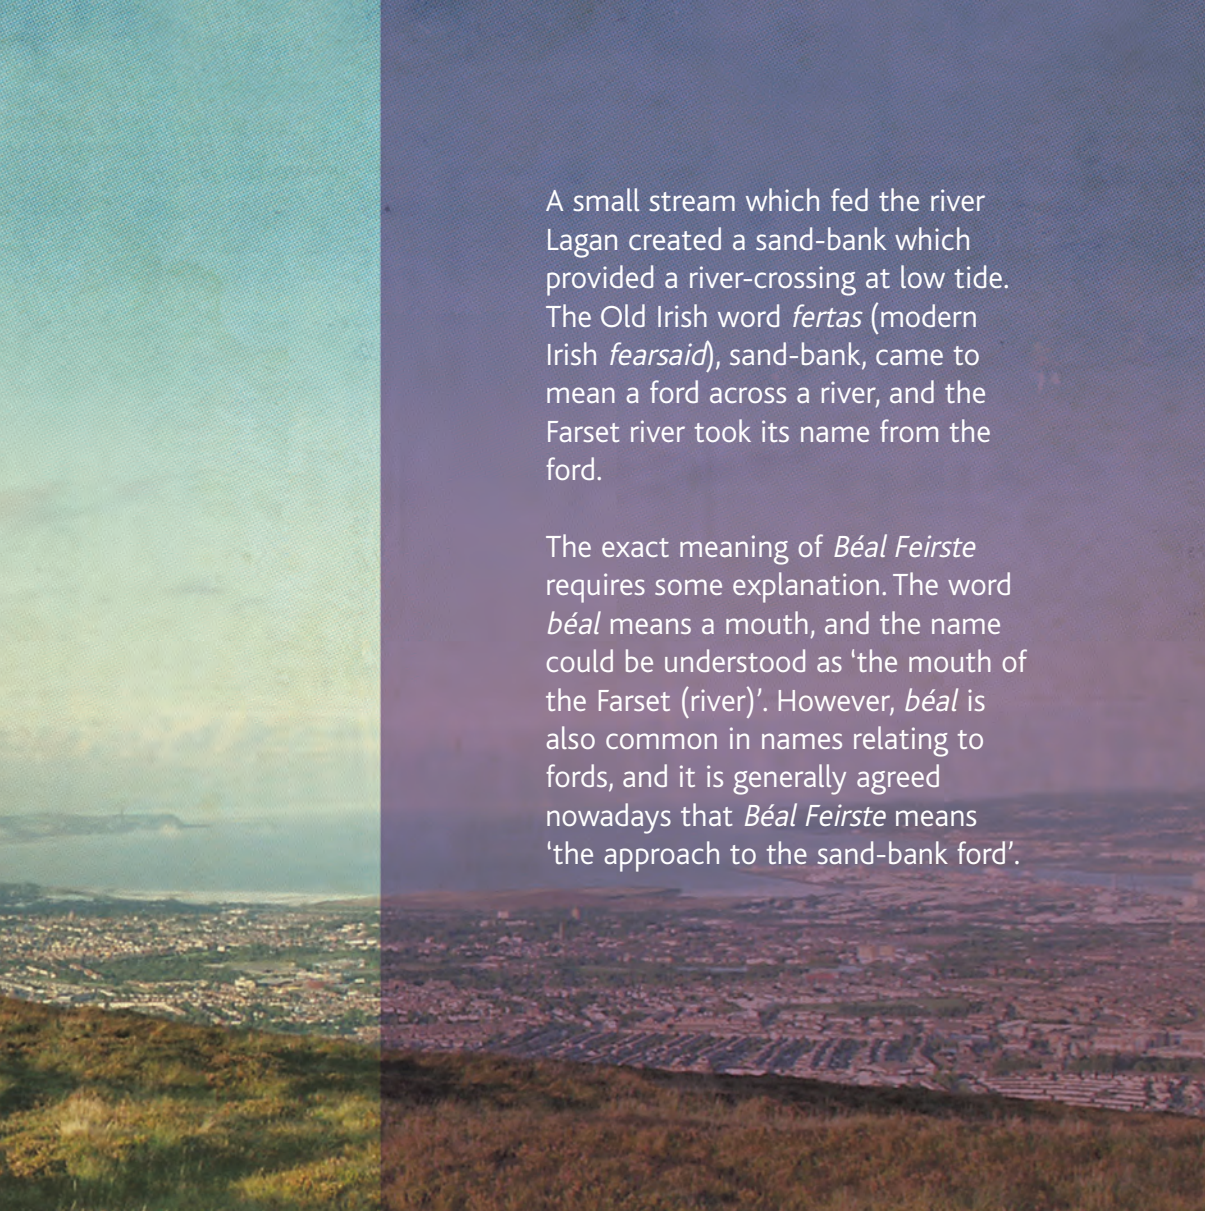 A small stream which fed the river
Lagan created a sand-bank which
provided a river-crossing at low tide.
The Old Irish word fertas (modern
Irish fearsaid), sand-bank, came to
mean a ford across a river, and the
Farset river took its name from the
ford.
The exact meaning of Béal Feirste
requires some explanation. The word
béal means a mouth, and the name
could be understood as ‘the mouth of
the Farset (river)’. However, béal is
also common in names relating to
fords, and it is generally agreed
nowadays that Béal Feirste means
‘the approach to the sand-bank ford’.